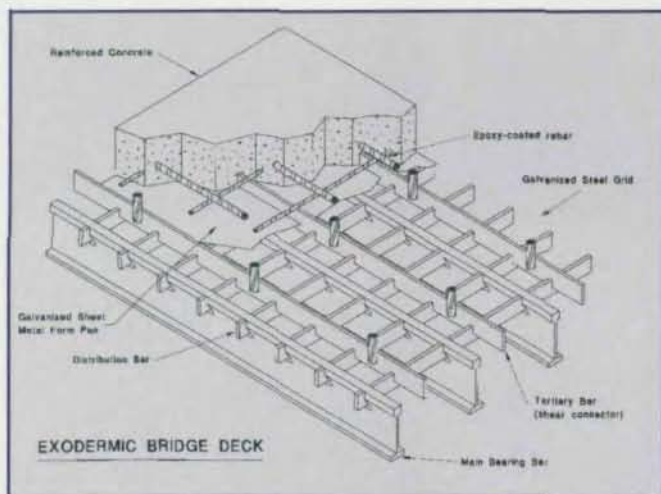 Reinforced Concrete
Epoxy-coated rebar
Galvanized Steel Grid
Galvanized Sheet
Metal Form Pan
Distribution Bar
Tertiary Bar
(shear connector)
EXODERMIC BRIDGE DECK
Main Bearing Bar